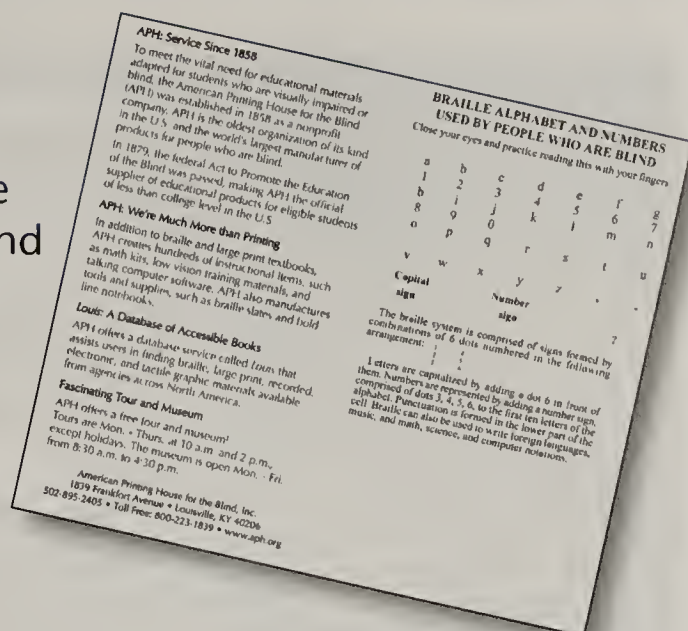 e
nd
APH: Service Since 1858
To meet the vital need for educational materials
adapted for students who are visually impaired or
blind, the American Printing House for the Blind
(APH) was established in 1858 as a nonprofit
company. APH is the oldest organization of its kind
in the U.S. and the world's largest manufacturer of
products for people who are blind.
In 1879, the federal Act to Promote the Education
of the Blind was passed, making APH the official
supplier of educational products for eligible students
of less than college level in the U.S.
APH: We're Much More than Printing
In addition to braille and large print textbooks,
APH creates hundreds of instructional items, such
as math kits, low vision training materials, and
talking computer software. APH also manufactures
tools and supplies, such as braille slates and bold
line notebooks.
Louis: A Database of Accessible Books
APH offers a database service called Louis that
assists users in finding braille, large print, recorded,
electronic, and tactile graphic materials available
from agencies across North America.
Fascinating Tour and Museum
APH offers a free tour and museum!
Tours are Mon. - Thurs. at 10 a.m. and 2 p.m.,
except holidays. The museum is open Mon. - Fri.
from 8:30 a.m. to 4:30 p.m.
American Printing House for the Blind, Inc.
1839 Frankfort Avenue • Louisville, KY 40206
502-895-2405 • Toll Free: 800-223-1839 • www.aph.org
BRAILLE ALPHABET AND NUMBERS
USED BY PEOPLE WHO ARE BLIND
Close your eyes and practice reading this with your fingers
a b c d e f g
1 2 3 4 5 6 7
h i j k l m n
8 9 0
o p q r s t u
v w x y z . ,
Capital Number ?
sign sign
The braille system is comprised of signs formed by
combinations of 6 dots numbered in the following
arrangement:
Letters are capitalized by adding a dot 6 in front of
them. Numbers are represented by adding a number sign,
comprised of dots 3, 4, 5, 6, to the first ten letters of the
alphabet. Punctuation is formed in the lower part of the
cell. Braille can also be used to write foreign languages,
music, and math, science, and computer notations.